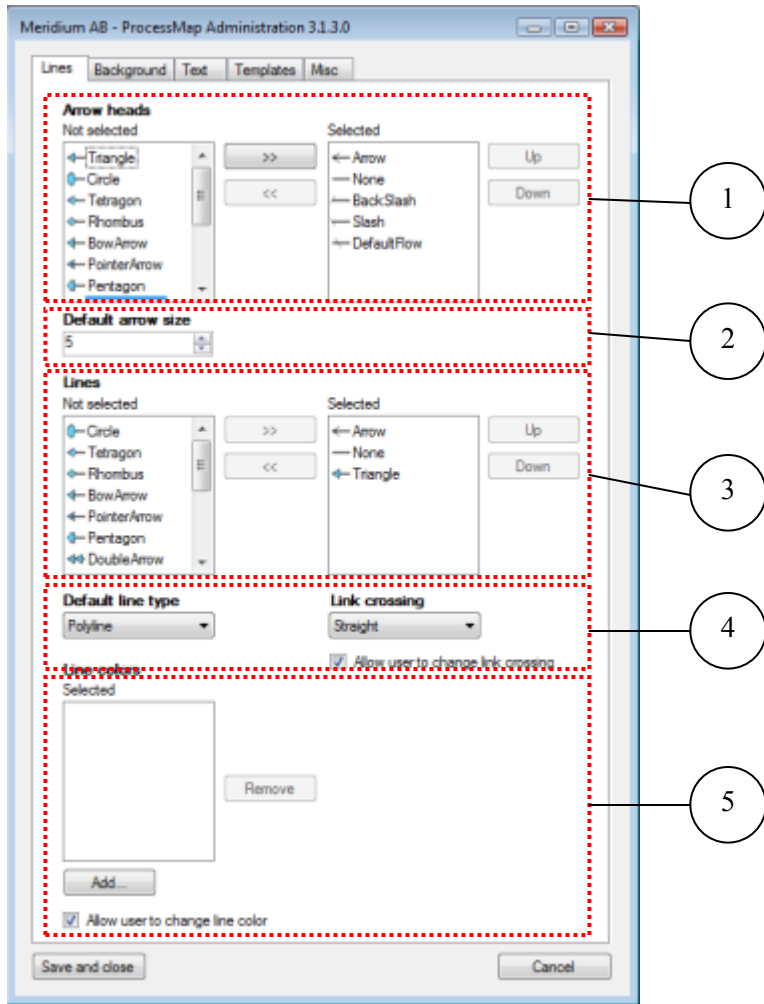 Meridium AB - ProcessMap Administration 3.1.3.0
Lines Background Text Templates Misc
Arrow heads
Not selected
Selected
Triangle
Circle
Tetragon
Rhombus
BowArrow
PointerArrow
Pentagon
>>
<<
Arrow
None
BackSlash
Slash
DefaultFlow
Up
Down
1
Default arrow size
5
2
Lines
Not selected
Selected
Circle
Tetragon
Rhombus
BowArrow
PointerArrow
Pentagon
DoubleArrow
>>
<<
Arrow
None
Triangle
Up
Down
3
Default line type
Link crossing
Polyline
Straight
Allow user to change link crossing
4
Line colors
Selected
Remove
Add...
Allow user to change line color
5
Save and close
Cancel